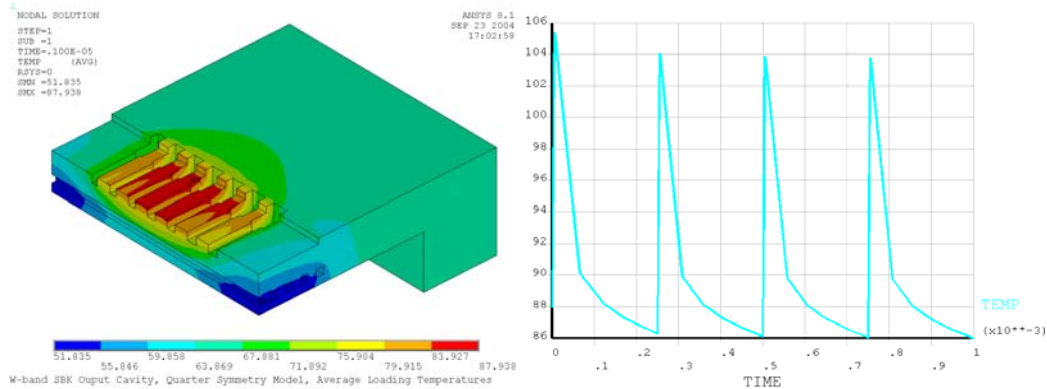 NODAL SOLUTION
STEP=1
SUB =1
TIME=.100E-05
TEMP (AVG)
RSYS=0
SMN =51.835
SMX =87.938
ANSYS 8.1
SEP 23 2004
17:02:58
51.835 59.858 67.881 75.904 83.927
55.846 63.869 71.892 79.915 87.938
W-band SBK Ouput Cavity, Quarter Symmetry Model, Average Loading Temperatures
106
104
102
100
98
96
94
92
90
88
86
TEMP
(x10**-3)
0 .2 .4 .6 .8 1
.1 .3 .5 .7 .9
TIME